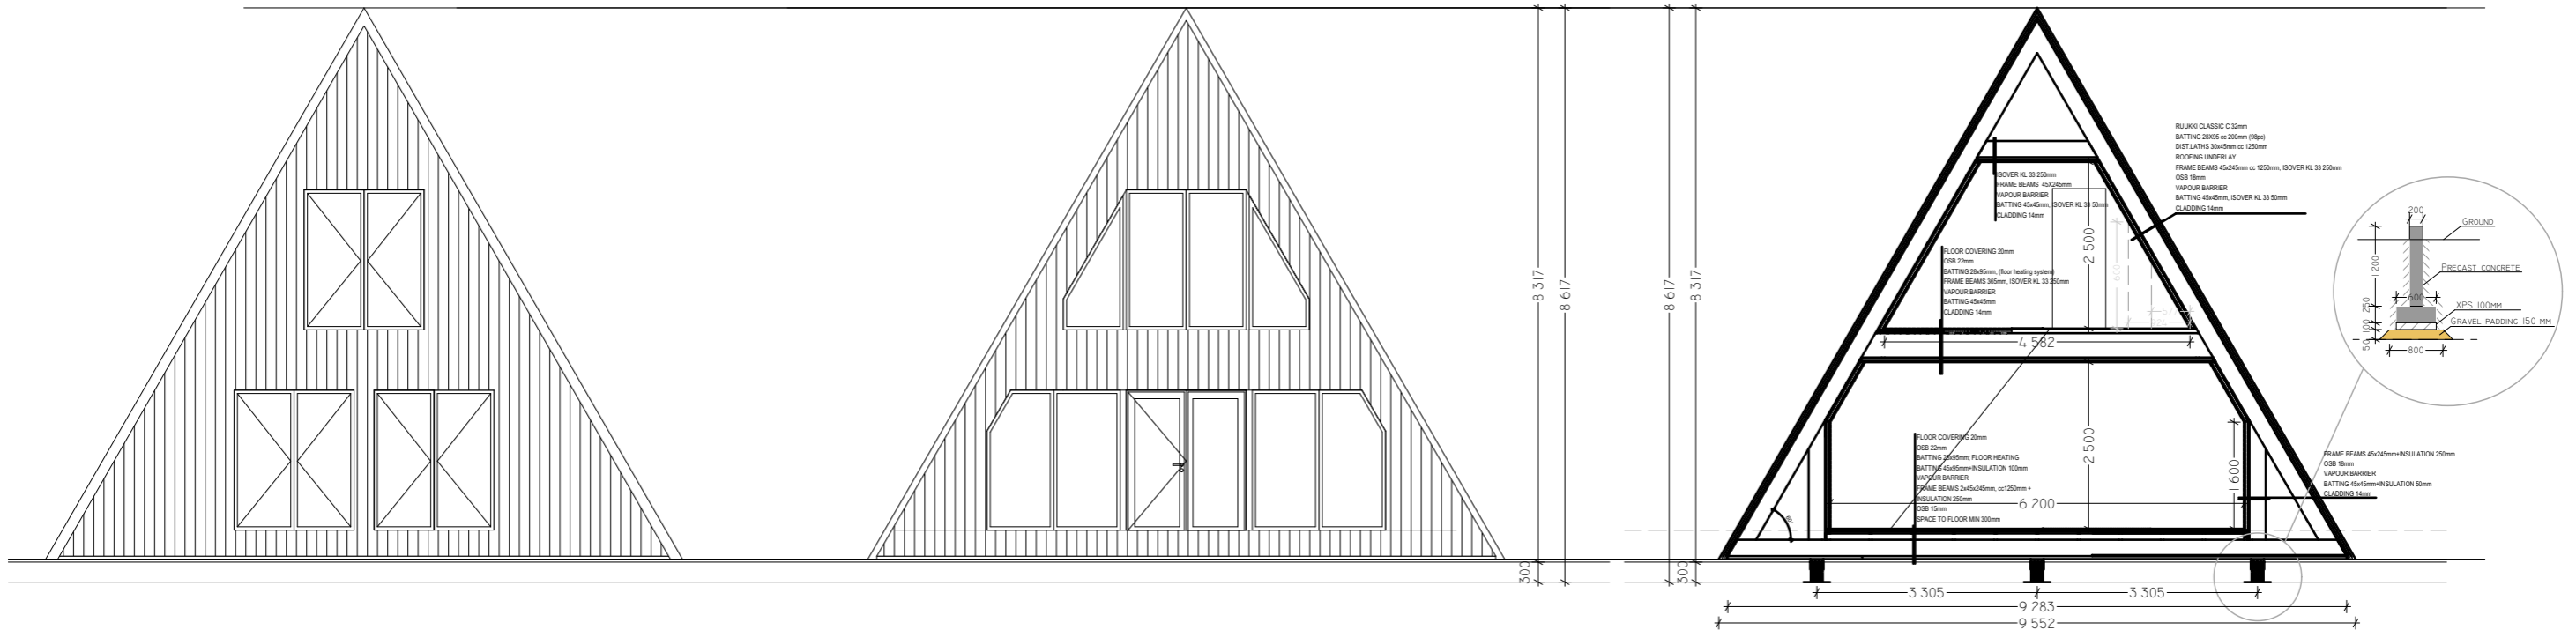 8 317
8 617
300
8 617
8 317
300
RUUKKI CLASSIC C 32mm
BATTING 28X95 cc 200mm (98pc)
DIST.LATHS 30x45mm cc 1250mm
ROOFING UNDERLAY
FRAME BEAMS 45x245mm cc 1250mm, ISOVER KL 33 250mm
OSB 18mm
VAPOUR BARRIER
BATTING 45x45mm, ISOVER KL 33 50mm
CLADDING 14mm
ISOVER KL 33 250mm
FRAME BEAMS 45X245mm
VAPOUR BARRIER
BATTING 45x45mm, ISOVER KL 33 50mm
CLADDING 14mm
2 500
1 600
FLOOR COVERING 20mm
OSB 22mm
BATTING 28x95mm, (floor heating system)
FRAME BEAMS 365mm, ISOVER KL 33 250mm
VAPOUR BARRIER
BATTING 45x45mm
CLADDING 14mm
4 582
FLOOR COVERING 20mm
OSB 22mm
BATTING 28x95mm; FLOOR HEATING
BATTING 45x95mm+INSULATION 100mm
VAPOUR BARRIER
FRAME BEAMS 2x45x245mm, cc1250mm +
INSULATION 250mm
OSB 15mm
SPACE TO FLOOR MIN 300mm
2 500
1 600
6 200
60°
FRAME BEAMS 45x245mm+INSULATION 250mm
OSB 18mm
VAPOUR BARRIER
BATTING 45x45mm+INSULATION 50mm
CLADDING 14mm
3 305
3 305
9 283
9 552
200
GROUND
1 200
PRECAST CONCRETE
600
250
XPS 100MM
100
GRAVEL PADDING 150 MM
150
800